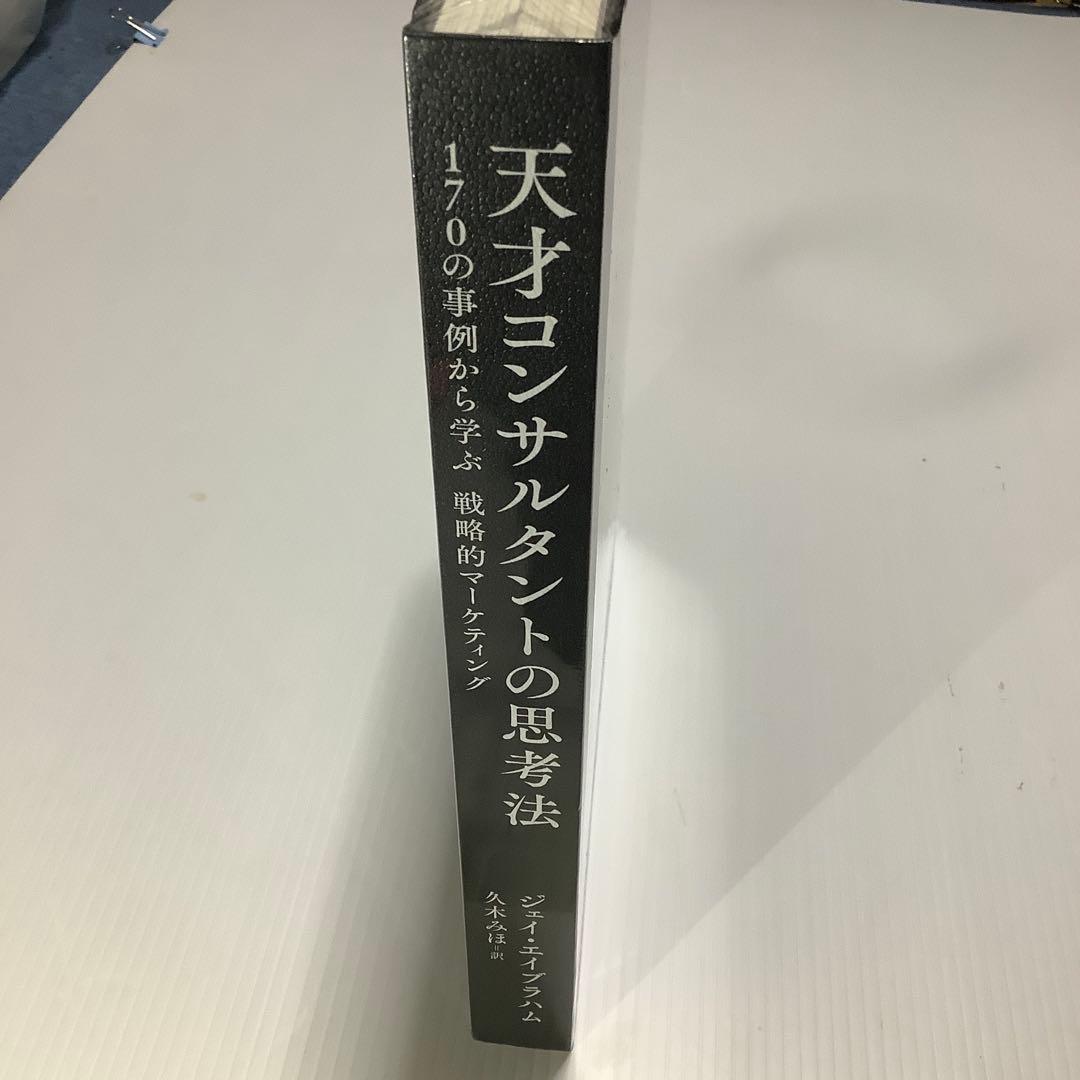 天才コンサルタントの思考法
170の事例から学ぶ 戦略的マーケティング
ジェイ・エイブラハム
久木みほ=訳